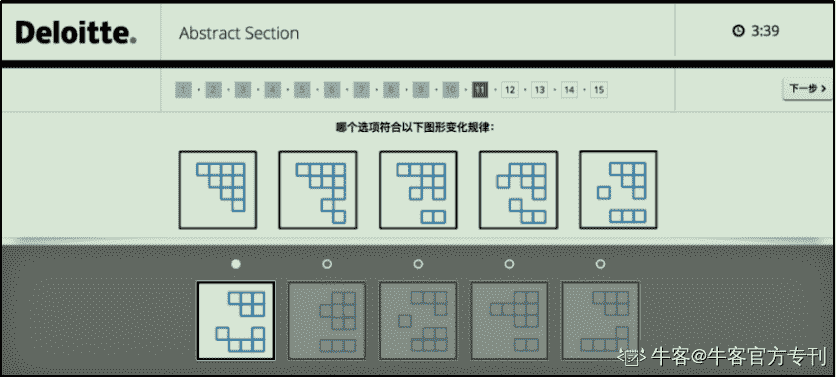 Deloitte.
Abstract Section
3:39
1 · 2 · 3 · 4 · 5 · 6 · 7 · 8 · 9 · 10 · 11 · 12 · 13 · 14 · 15
下一步 >
哪个选项符合以下图形变化规律：
牛客@牛客官方专刊